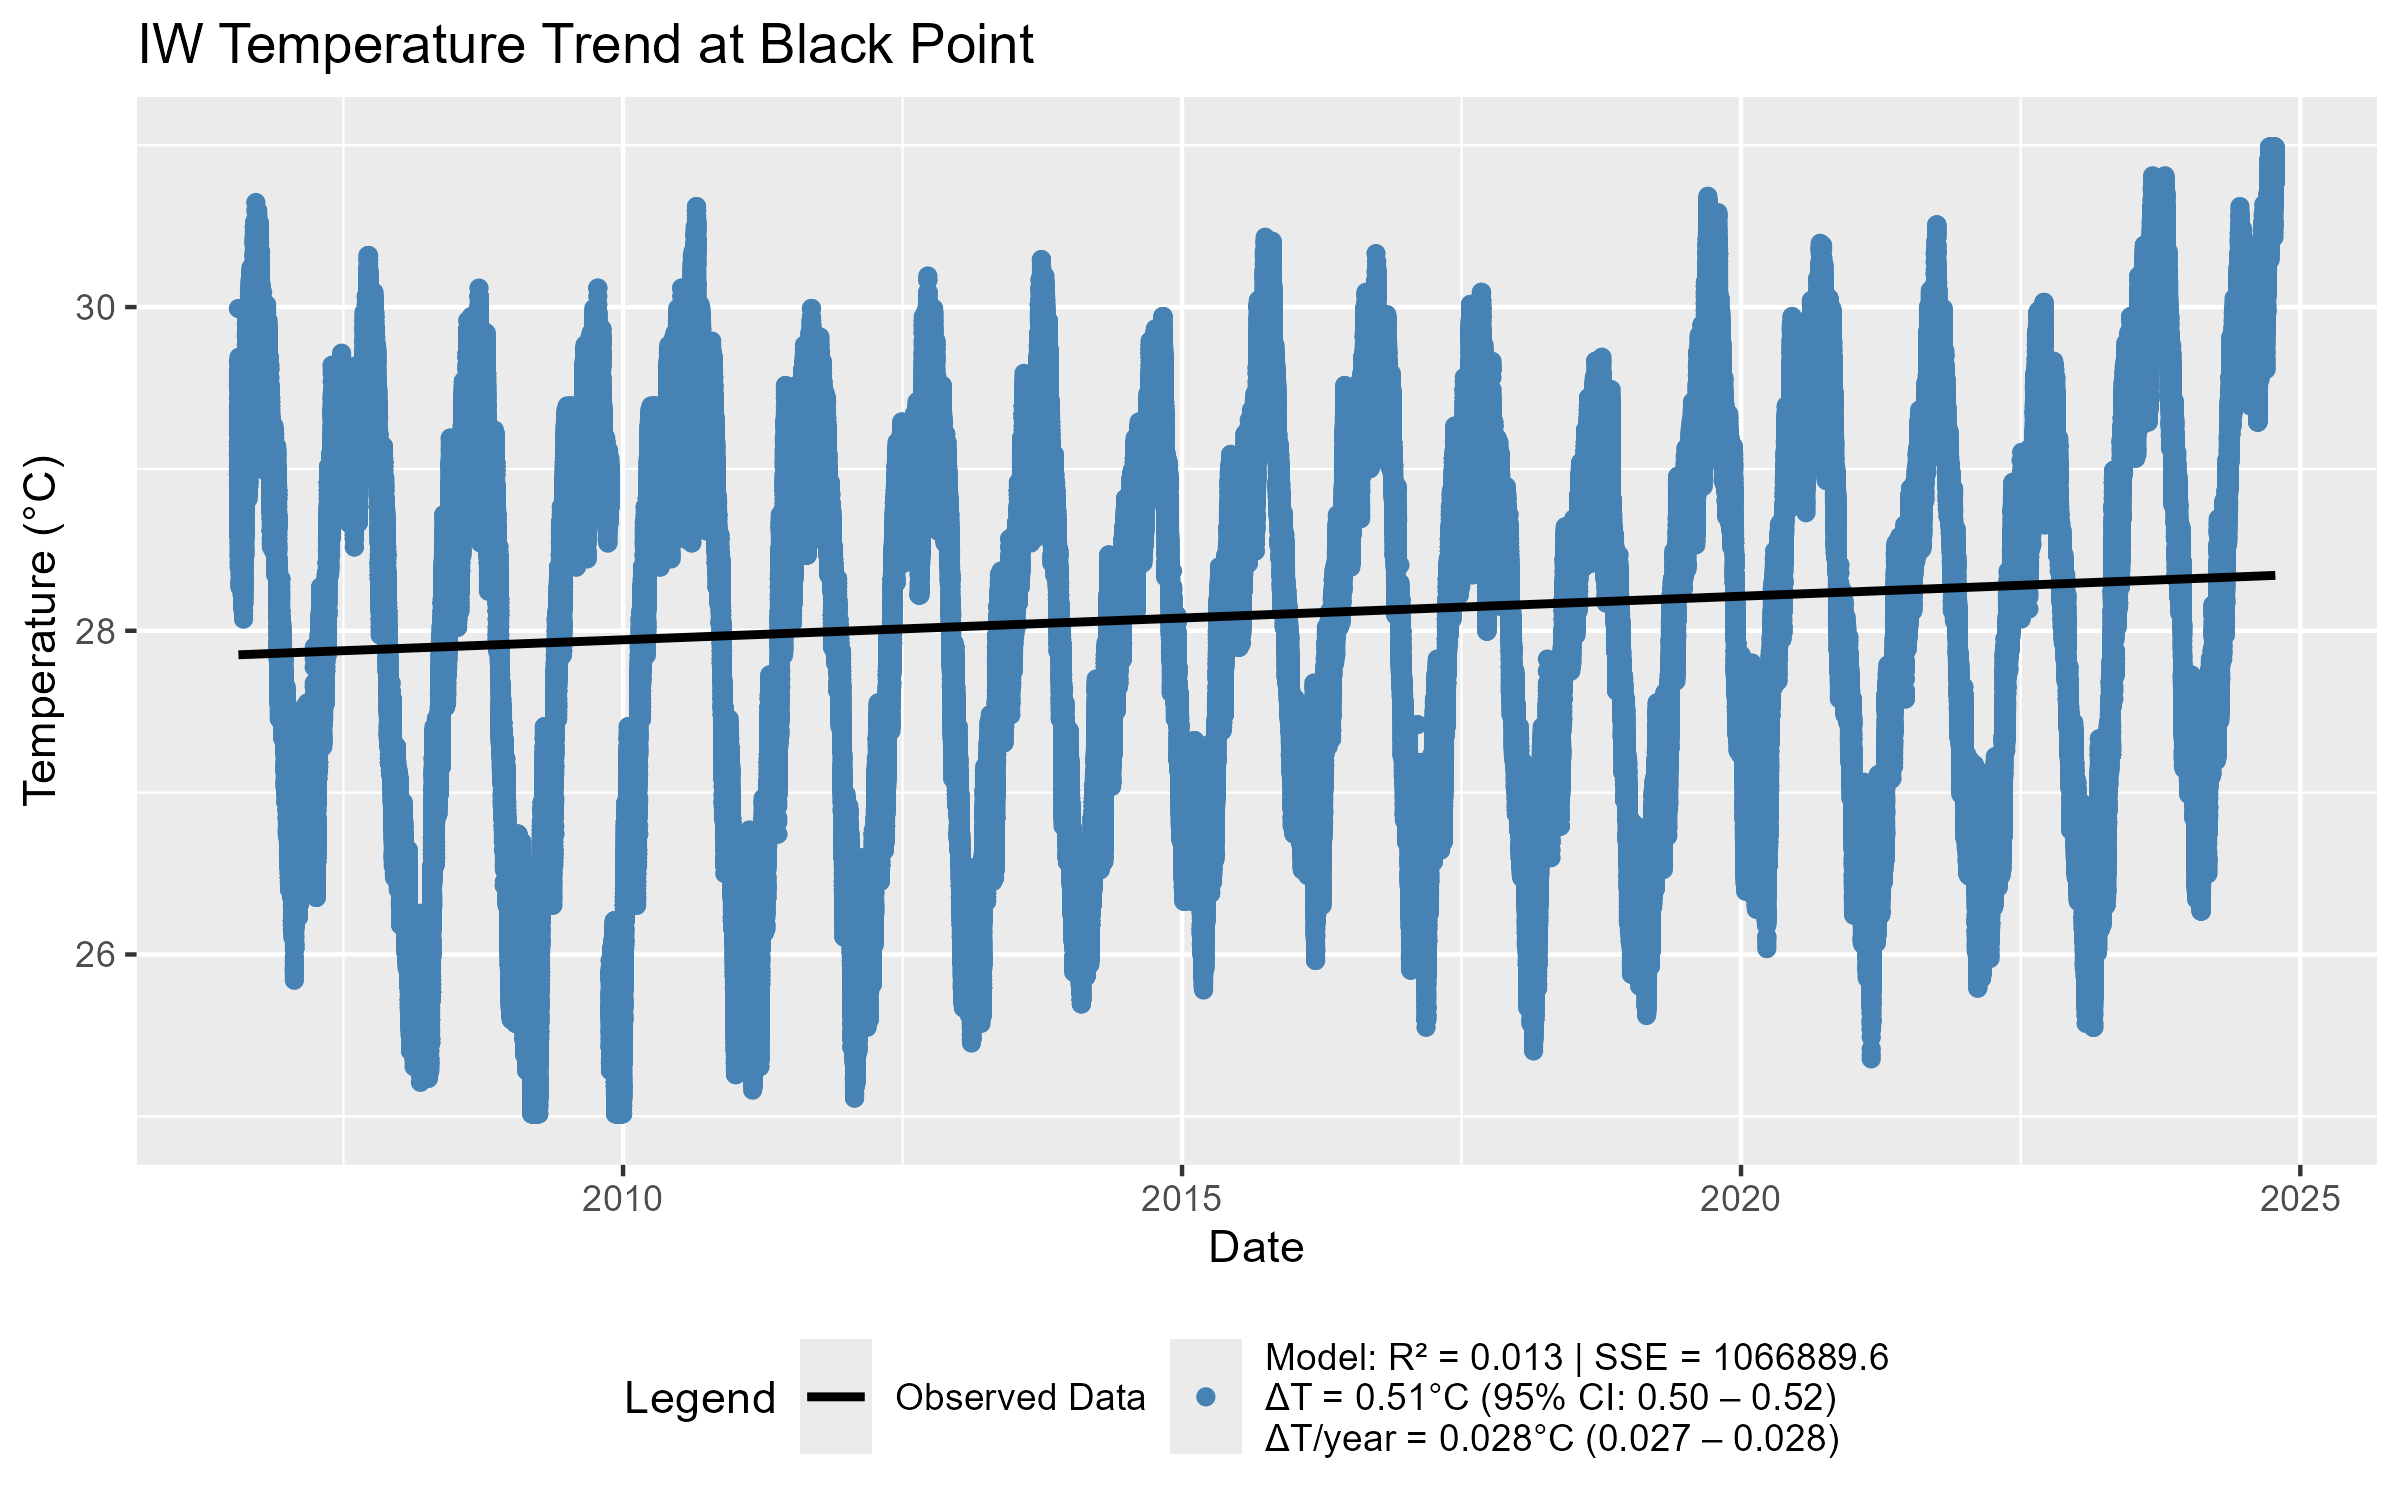 IW Temperature Trend at Black Point
Temperature (°C)
30
28
26
2010
2015
2020
2025
Date
Legend
Observed Data
Model: R² = 0.013 | SSE = 1066889.6
ΔT = 0.51°C (95% CI: 0.50 – 0.52)
ΔT/year = 0.028°C (0.027 – 0.028)